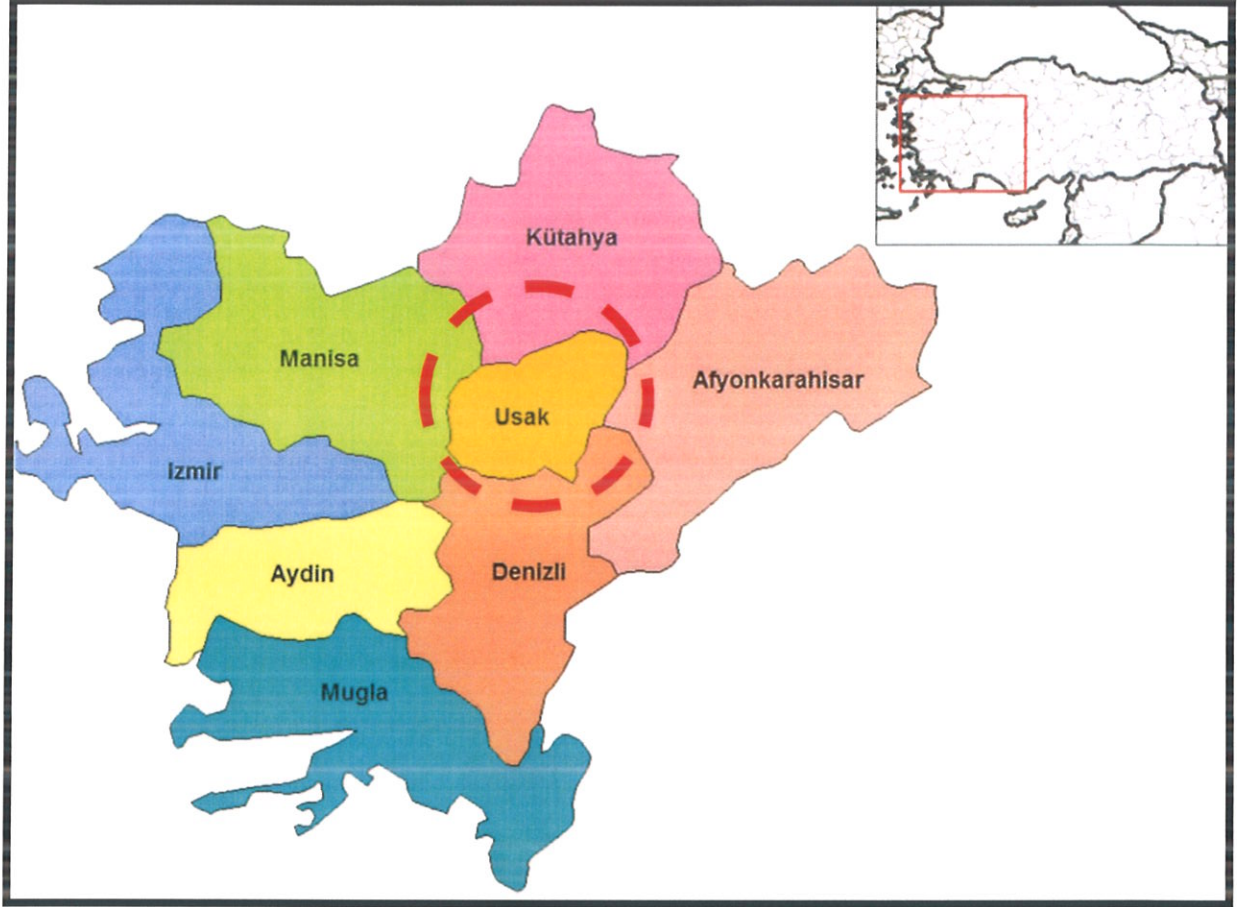 Kütahya
Manisa
Afyonkarahisar
Usak
Izmir
Aydin
Denizli
Mugla